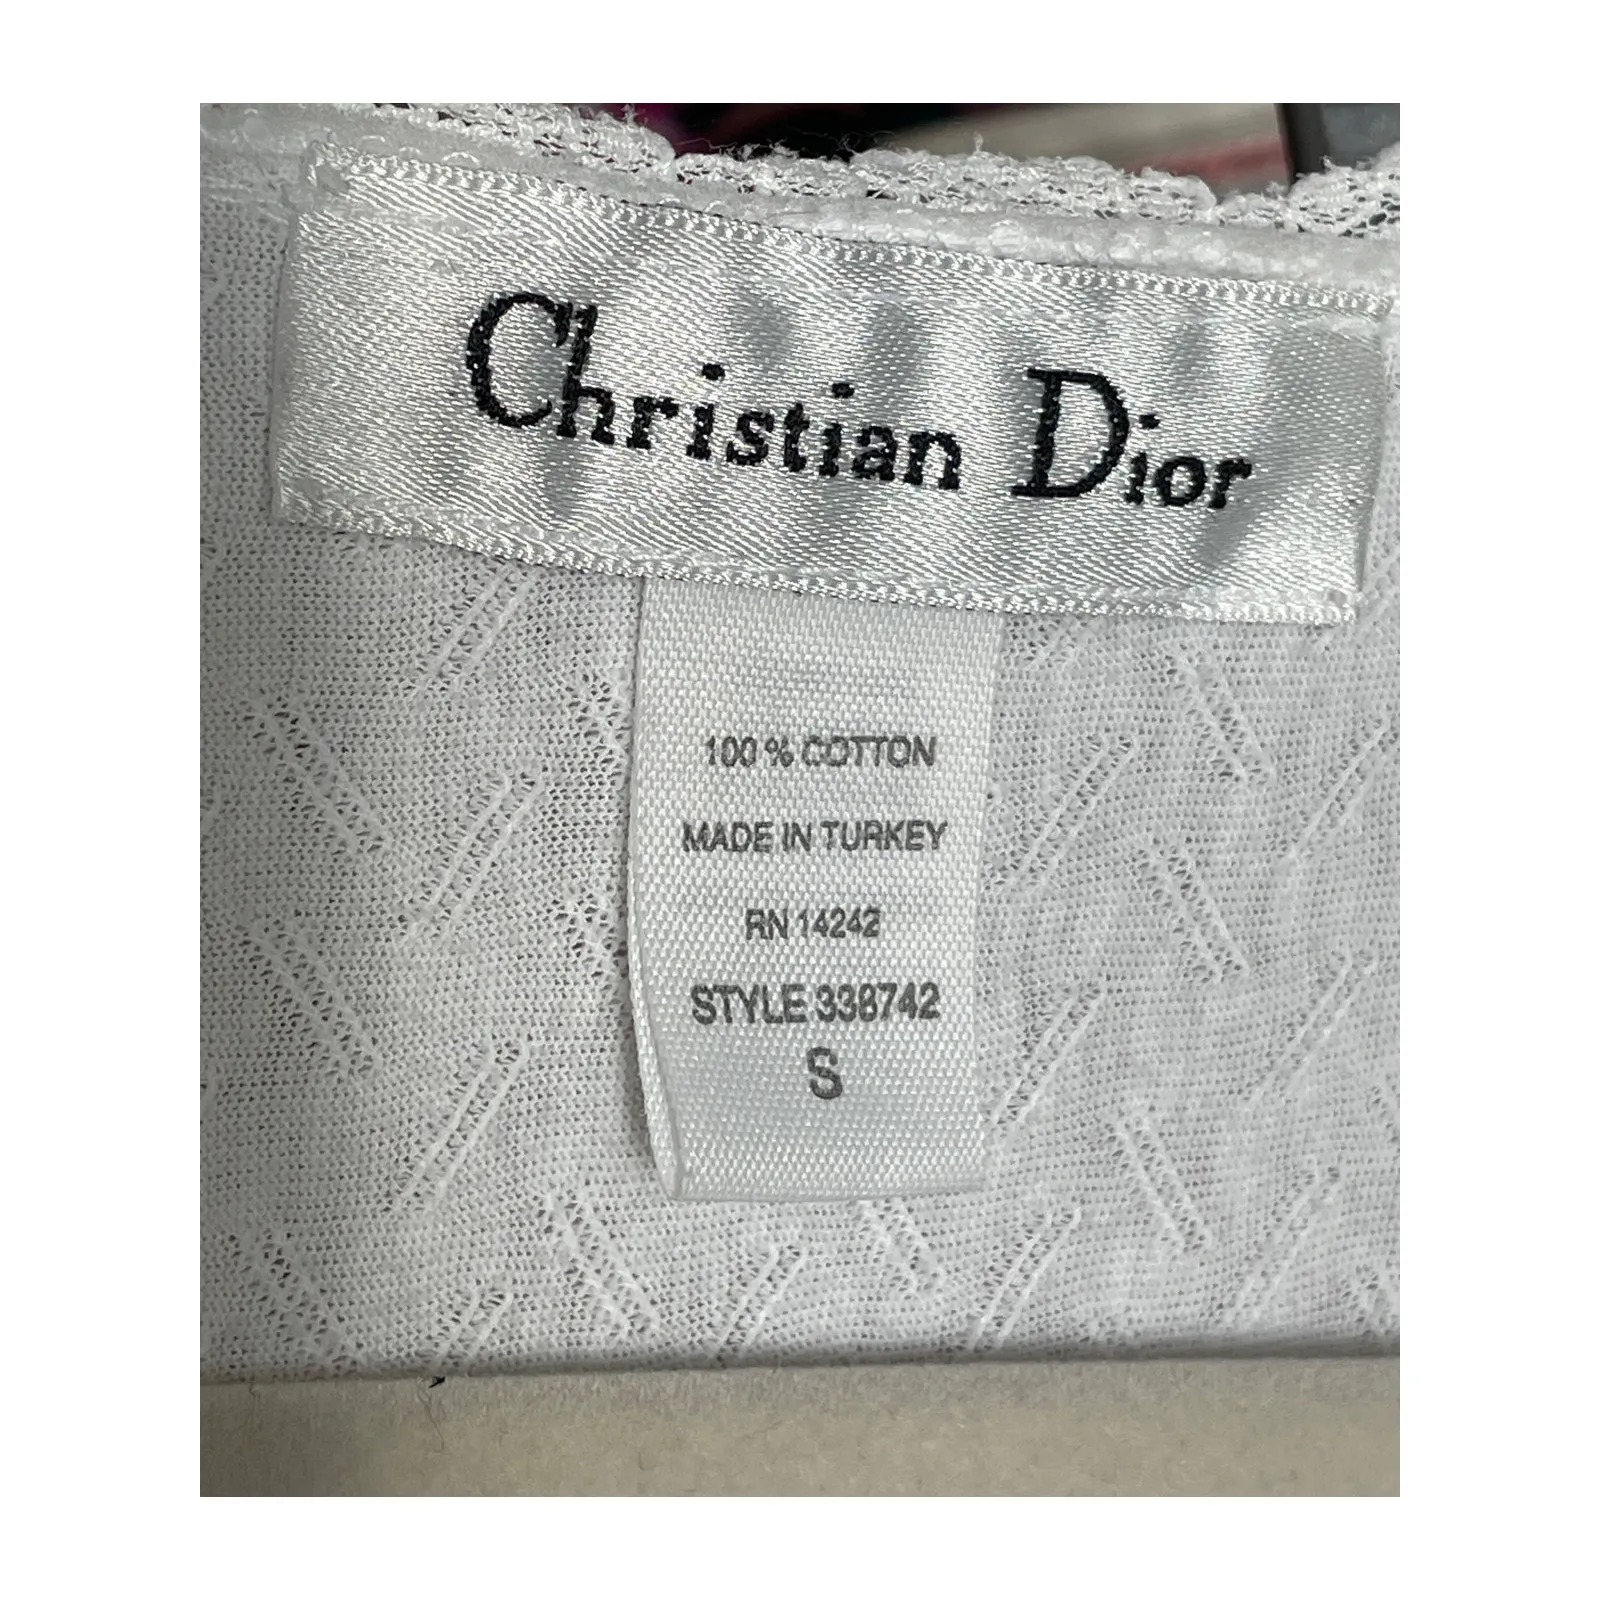 Christian Dior
100 % COTTON
MADE IN TURKEY
RN 14242
STYLE 338742
S